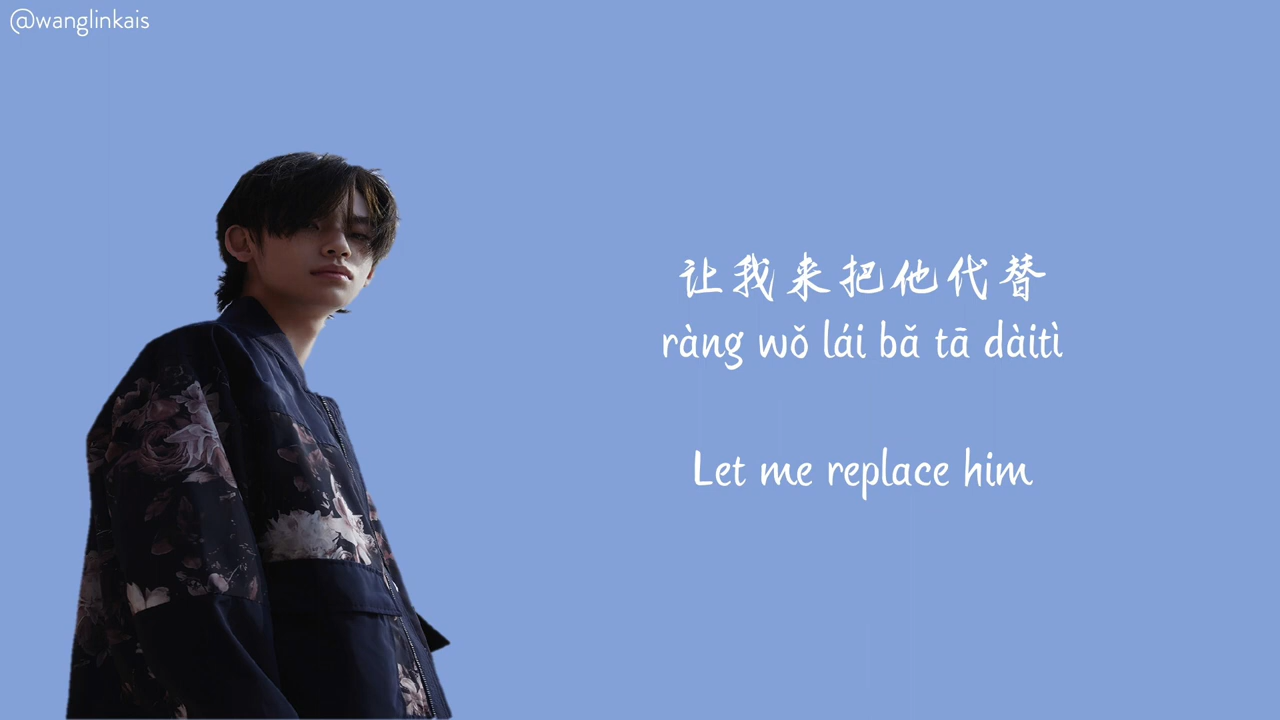 @wanglinkais
让我来把他代替
ràng wǒ lái bǎ tā dàitì
Let me replace him